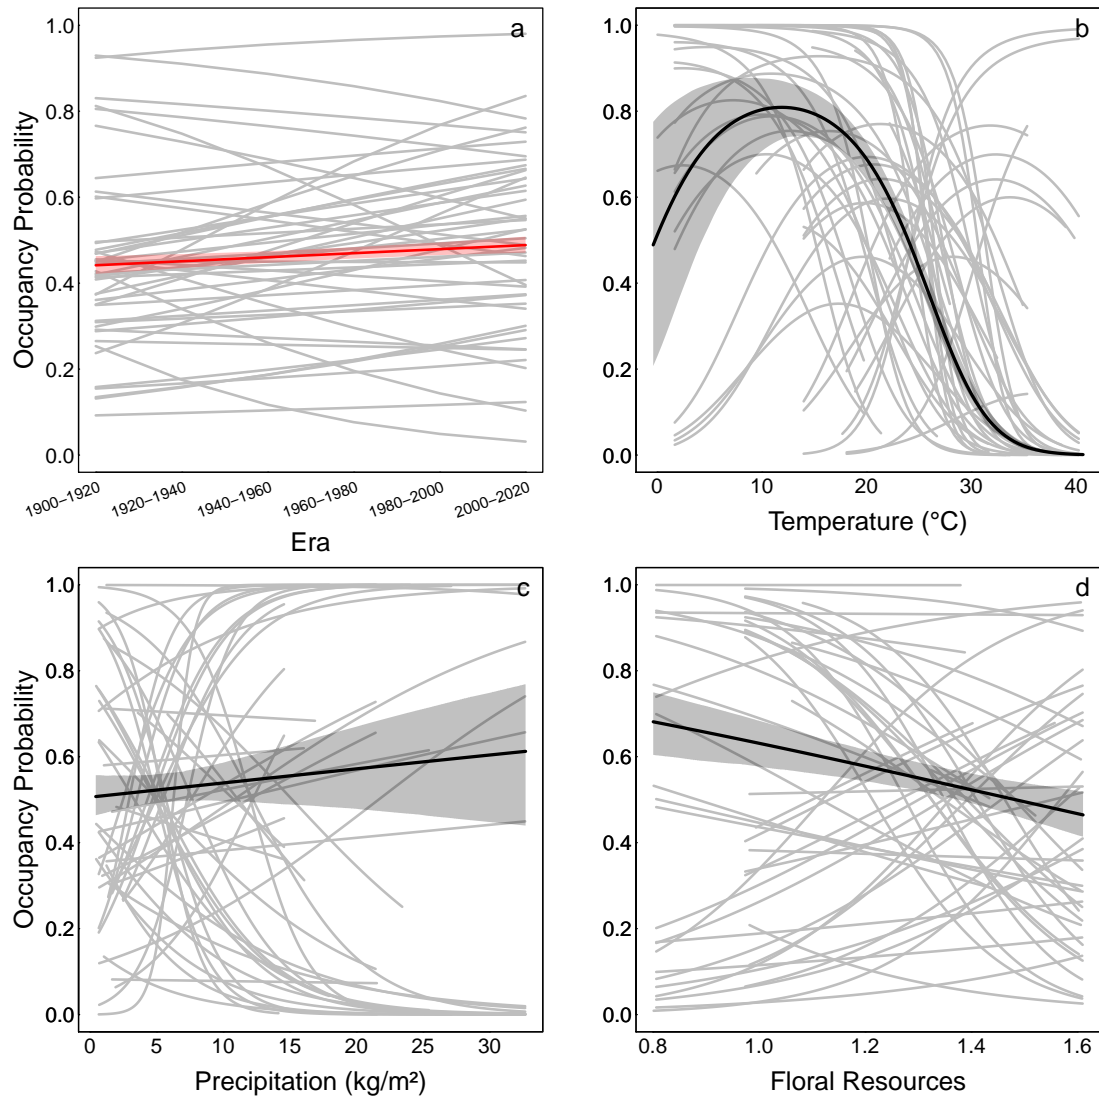 a
1.0
0.8
0.6
0.4
0.2
0.0
Occupancy Probability
1900–1920
1920–1940
1940–1960
1960–1980
1980–2000
2000–2020
Era
b
1.0
0.8
0.6
0.4
0.2
0.0
0 10 20 30 40
Temperature (°C)
c
1.0
0.8
0.6
0.4
0.2
0.0
Occupancy Probability
0 5 10 15 20 25 30
Precipitation (kg/m²)
d
1.0
0.8
0.6
0.4
0.2
0.0
0.8 1.0 1.2 1.4 1.6
Floral Resources